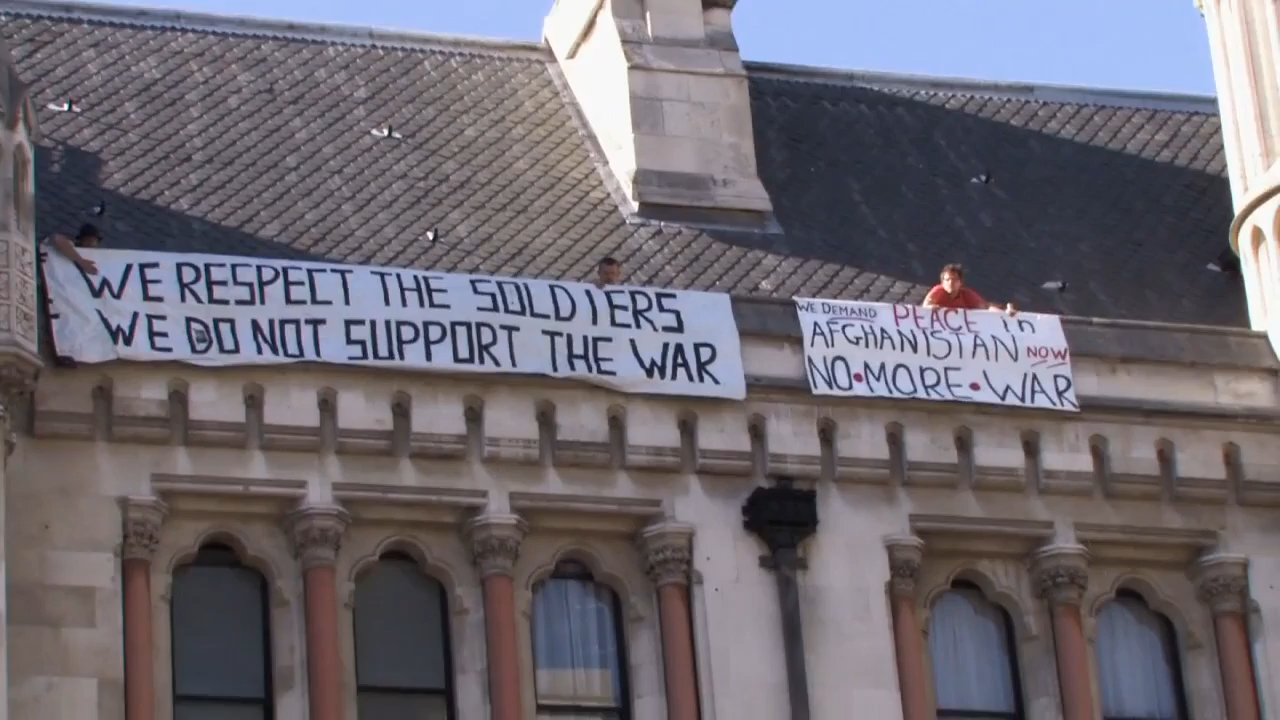 WE RESPECT THE SOLDIERS
WE DO NOT SUPPORT THE WAR
WE DEMAND PEACE in
AFGHANISTAN NOW
NO•MORE•WAR